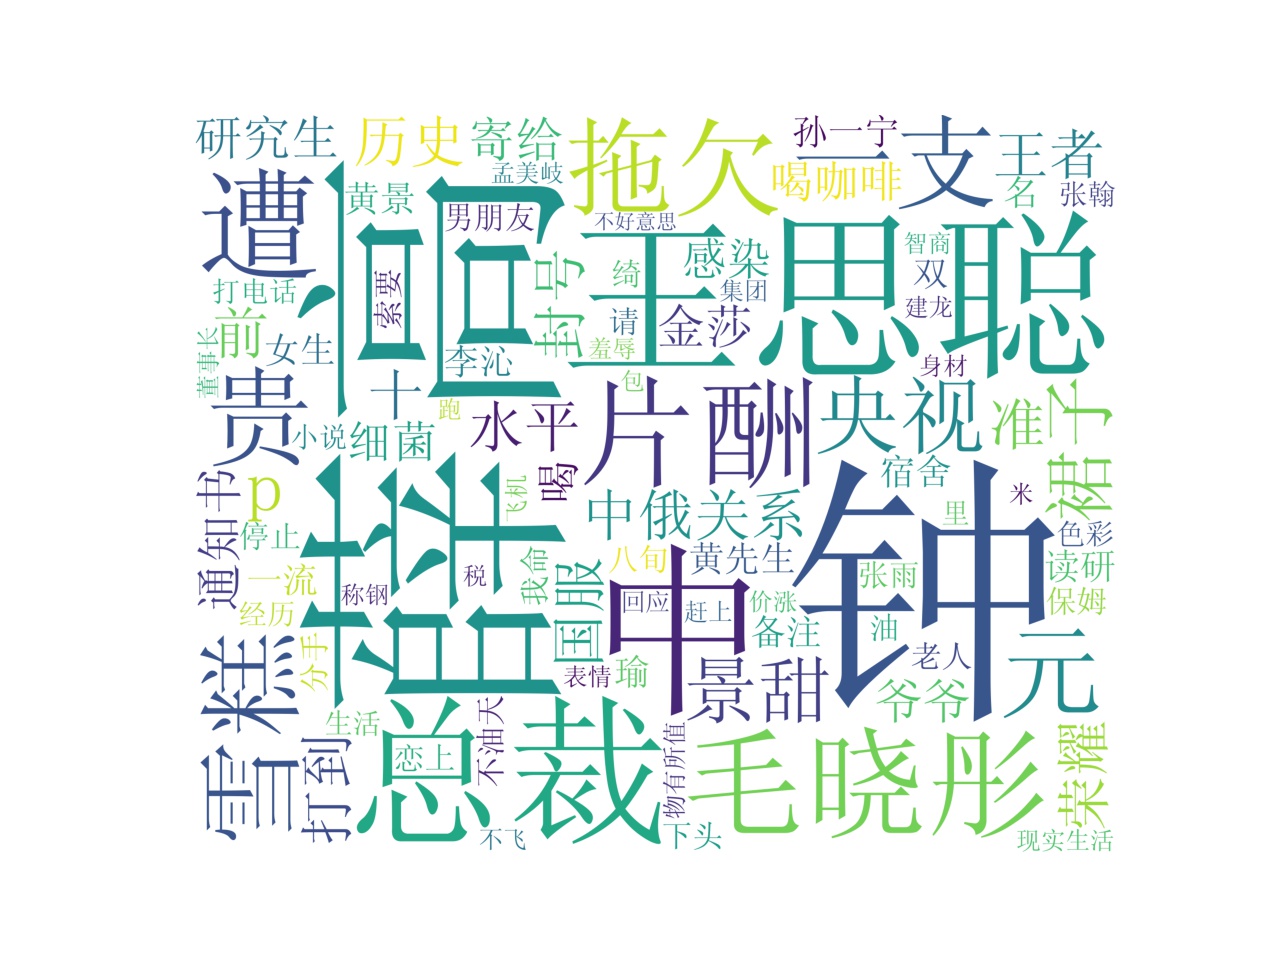 研究生
历史
寄给
拖欠
孙一宁
一支
王者
孟美岐
喝咖啡
名
张翰
遭
黄景
男朋友
不好意思
王思聪
薛高
封号
绮
感染
智商
双
打电话
索要
集团
建龙
前
女生
请
金莎
李沁
羞辱
董事长
身材
贵
十
跑
包
片酬
央视
准
裙子
小说
细菌
水平
喝
宿舍
通知书
p
飞机
中俄关系
钟
里
米
停止
色彩
一流
税
我命
八旬
黄先生
张雨
读研
称钢
国服
中
回应
赶上
价涨
保姆
经历
备注
油
雪糕
分手
表情
瑜
景甜
老人
元
爷爷
生活
打到
总裁
恋上
不油天
物有所值
毛晓彤
荣耀
不飞
下头
现实生活